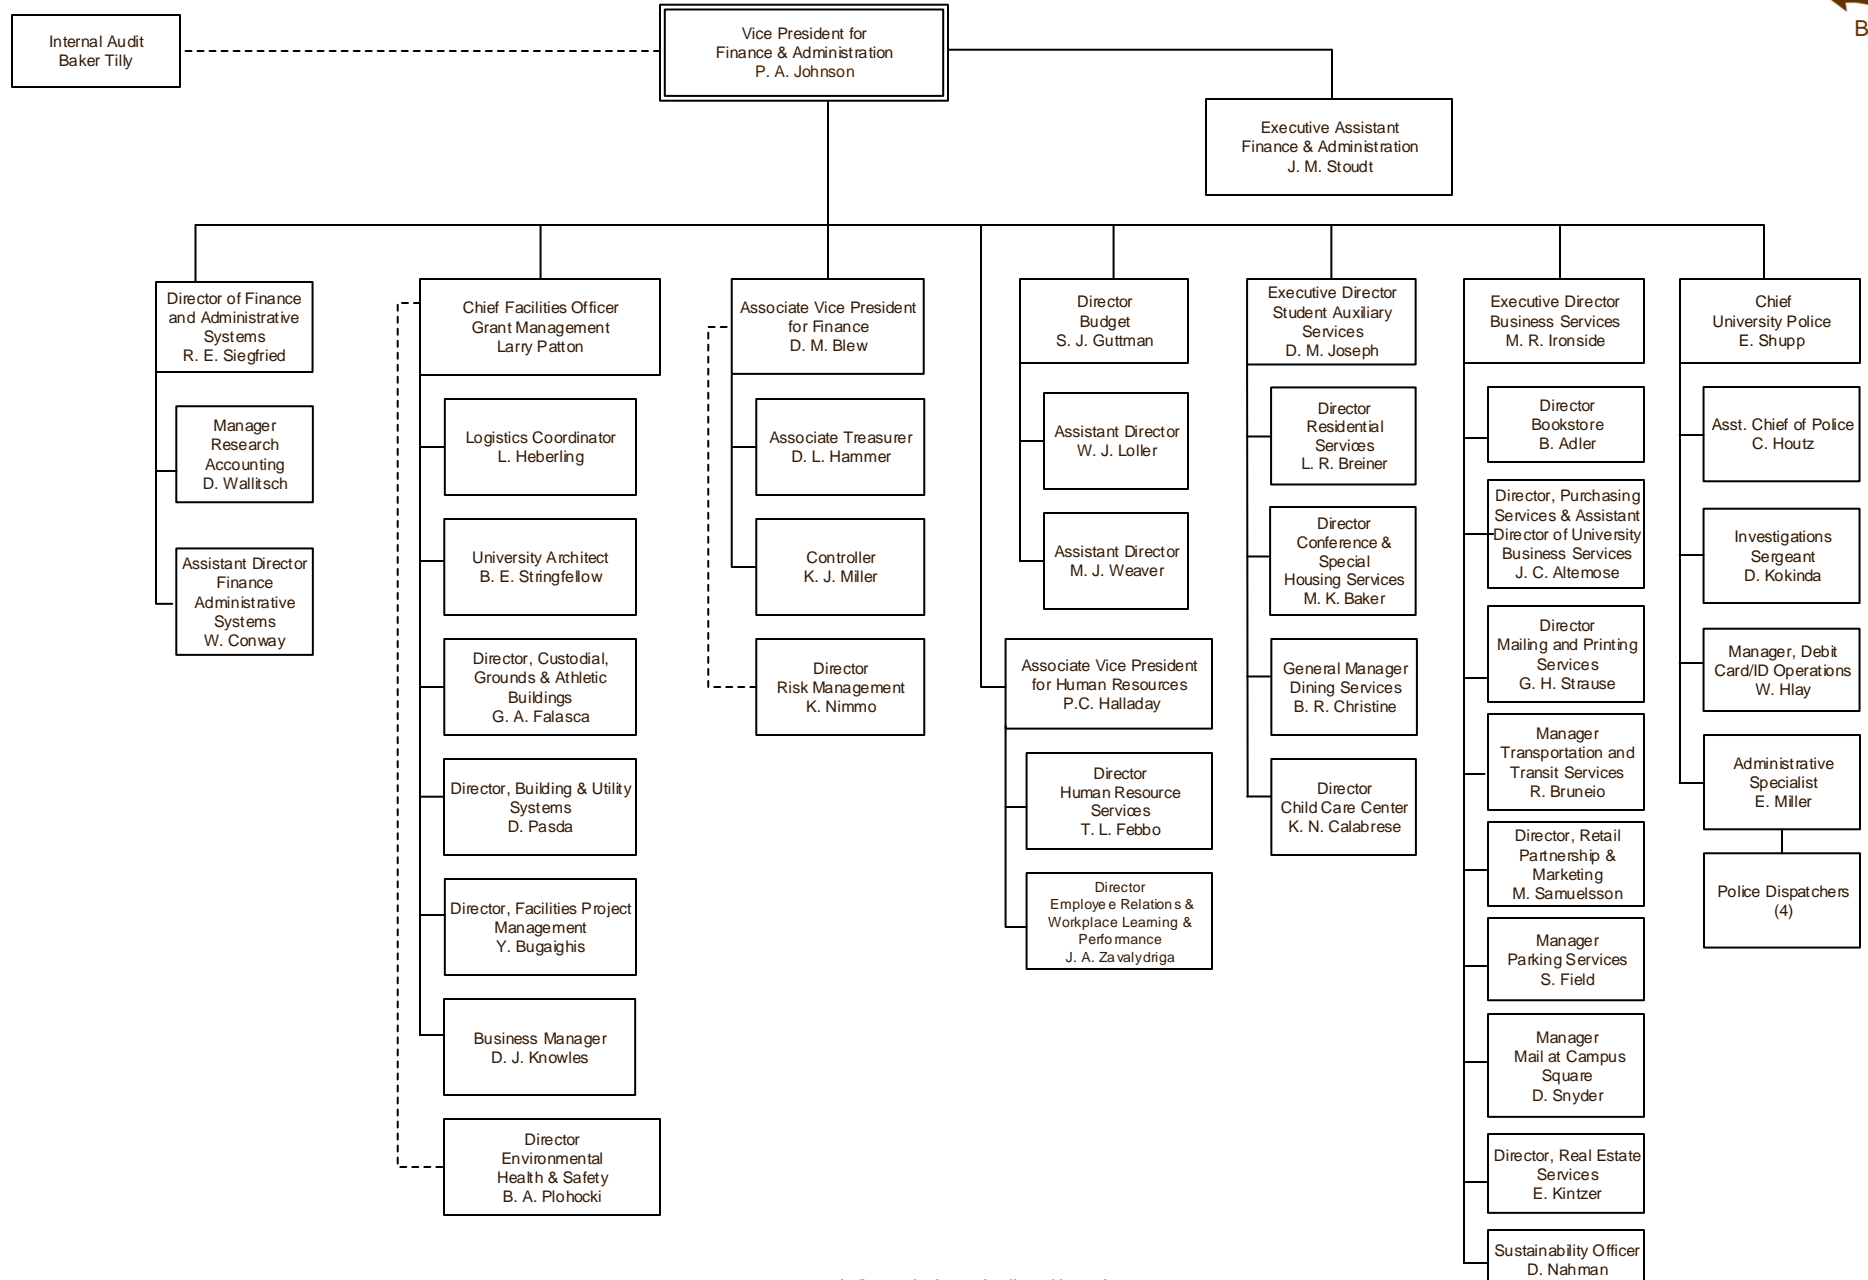 Internal Audit
Baker Tilly
Vice President for
Finance & Administration
P. A. Johnson
B
Executive Assistant
Finance & Administration
J. M. Stoudt
Director of Finance
and Administrative
Systems
R. E. Siegfried
Manager
Research
Accounting
D. Wallitsch
Assistant Director
Finance
Administrative
Systems
W. Conway
Chief Facilities Officer
Grant Management
Larry Patton
Logistics Coordinator
L. Heberling
University Architect
B. E. Stringfellow
Director, Custodial,
Grounds & Athletic
Buildings
G. A. Falasca
Director, Building & Utility
Systems
D. Pasda
Director, Facilities Project
Management
Y. Bugaighis
Business Manager
D. J. Knowles
Director
Environmental
Health & Safety
B. A. Plohocki
Associate Vice President
for Finance
D. M. Blew
Associate Treasurer
D. L. Hammer
Controller
K. J. Miller
Director
Risk Management
K. Nimmo
Director
Budget
S. J. Guttman
Assistant Director
W. J. Loller
Assistant Director
M. J. Weaver
Associate Vice President
for Human Resources
P.C. Halladay
Director
Human Resource
Services
T. L. Febbo
Director
Employee Relations &
Workplace Learning &
Performance
J. A. Zavalydriga
Executive Director
Student Auxiliary
Services
D. M. Joseph
Director
Residential
Services
L. R. Breiner
Director
Conference &
Special
Housing Services
M. K. Baker
General Manager
Dining Services
B. R. Christine
Director
Child Care Center
K. N. Calabrese
Executive Director
Business Services
M. R. Ironside
Director
Bookstore
B. Adler
Director, Purchasing
Services & Assistant
Director of University
Business Services
J. C. Altemose
Director
Mailing and Printing
Services
G. H. Strause
Manager
Transportation and
Transit Services
R. Bruneio
Director, Retail
Partnership &
Marketing
M. Samuelsson
Manager
Parking Services
S. Field
Manager
Mail at Campus
Square
D. Snyder
Director, Real Estate
Services
E. Kintzer
Sustainability Officer
D. Nahman
Chief
University Police
E. Shupp
Asst. Chief of Police
C. Houtz
Investigations
Sergeant
D. Kokinda
Manager, Debit
Card/ID Operations
W. Hlay
Administrative
Specialist
E. Miller
Police Dispatchers
(4)